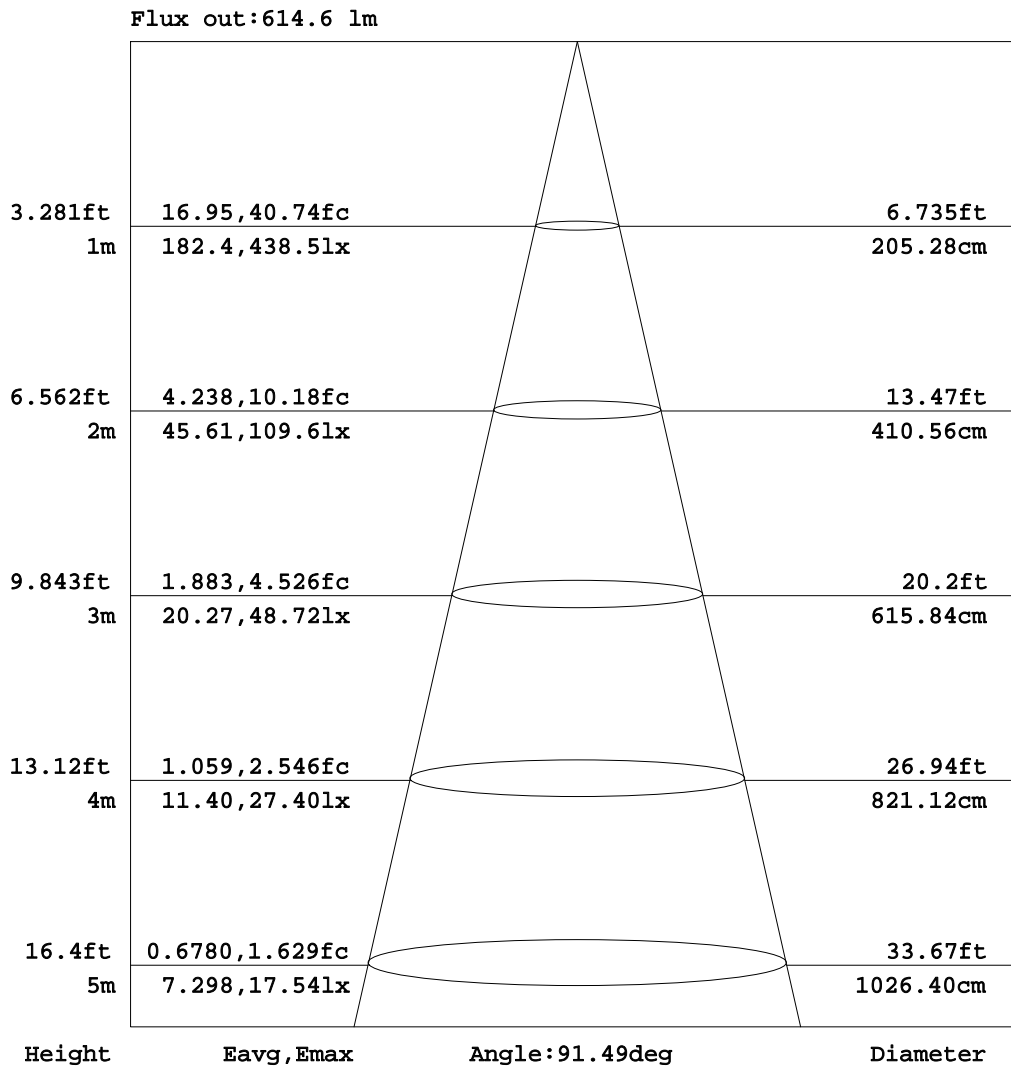 Flux out:614.6 lm
3.281ft 16.95,40.74fc 6.735ft
1m 182.4,438.5lx 205.28cm
6.562ft 4.238,10.18fc 13.47ft
2m 45.61,109.6lx 410.56cm
9.843ft 1.883,4.526fc 20.2ft
3m 20.27,48.72lx 615.84cm
13.12ft 1.059,2.546fc 26.94ft
4m 11.40,27.40lx 821.12cm
16.4ft 0.6780,1.629fc 33.67ft
5m 7.298,17.54lx 1026.40cm
Height Eavg,Emax Angle:91.49deg Diameter